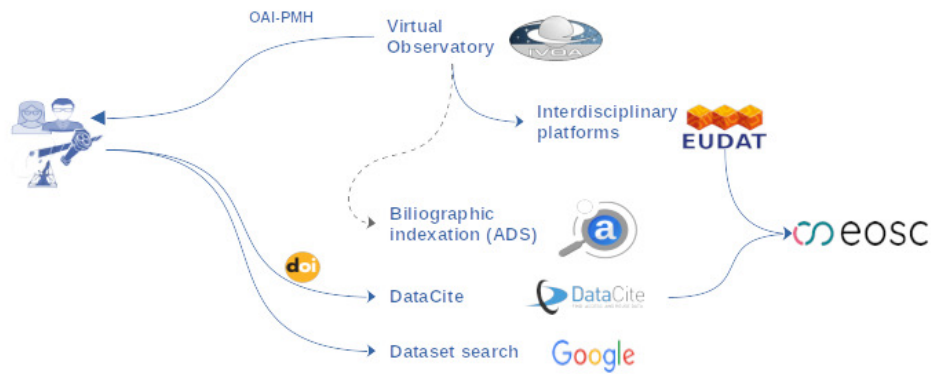 OAI-PMH
Virtual
Observatory
IVOA
Interdisciplinary
platforms
EUDAT
Biliographic
indexation (ADS)
a
eosc
doi
DataCite
DataCite
Dataset search
Google